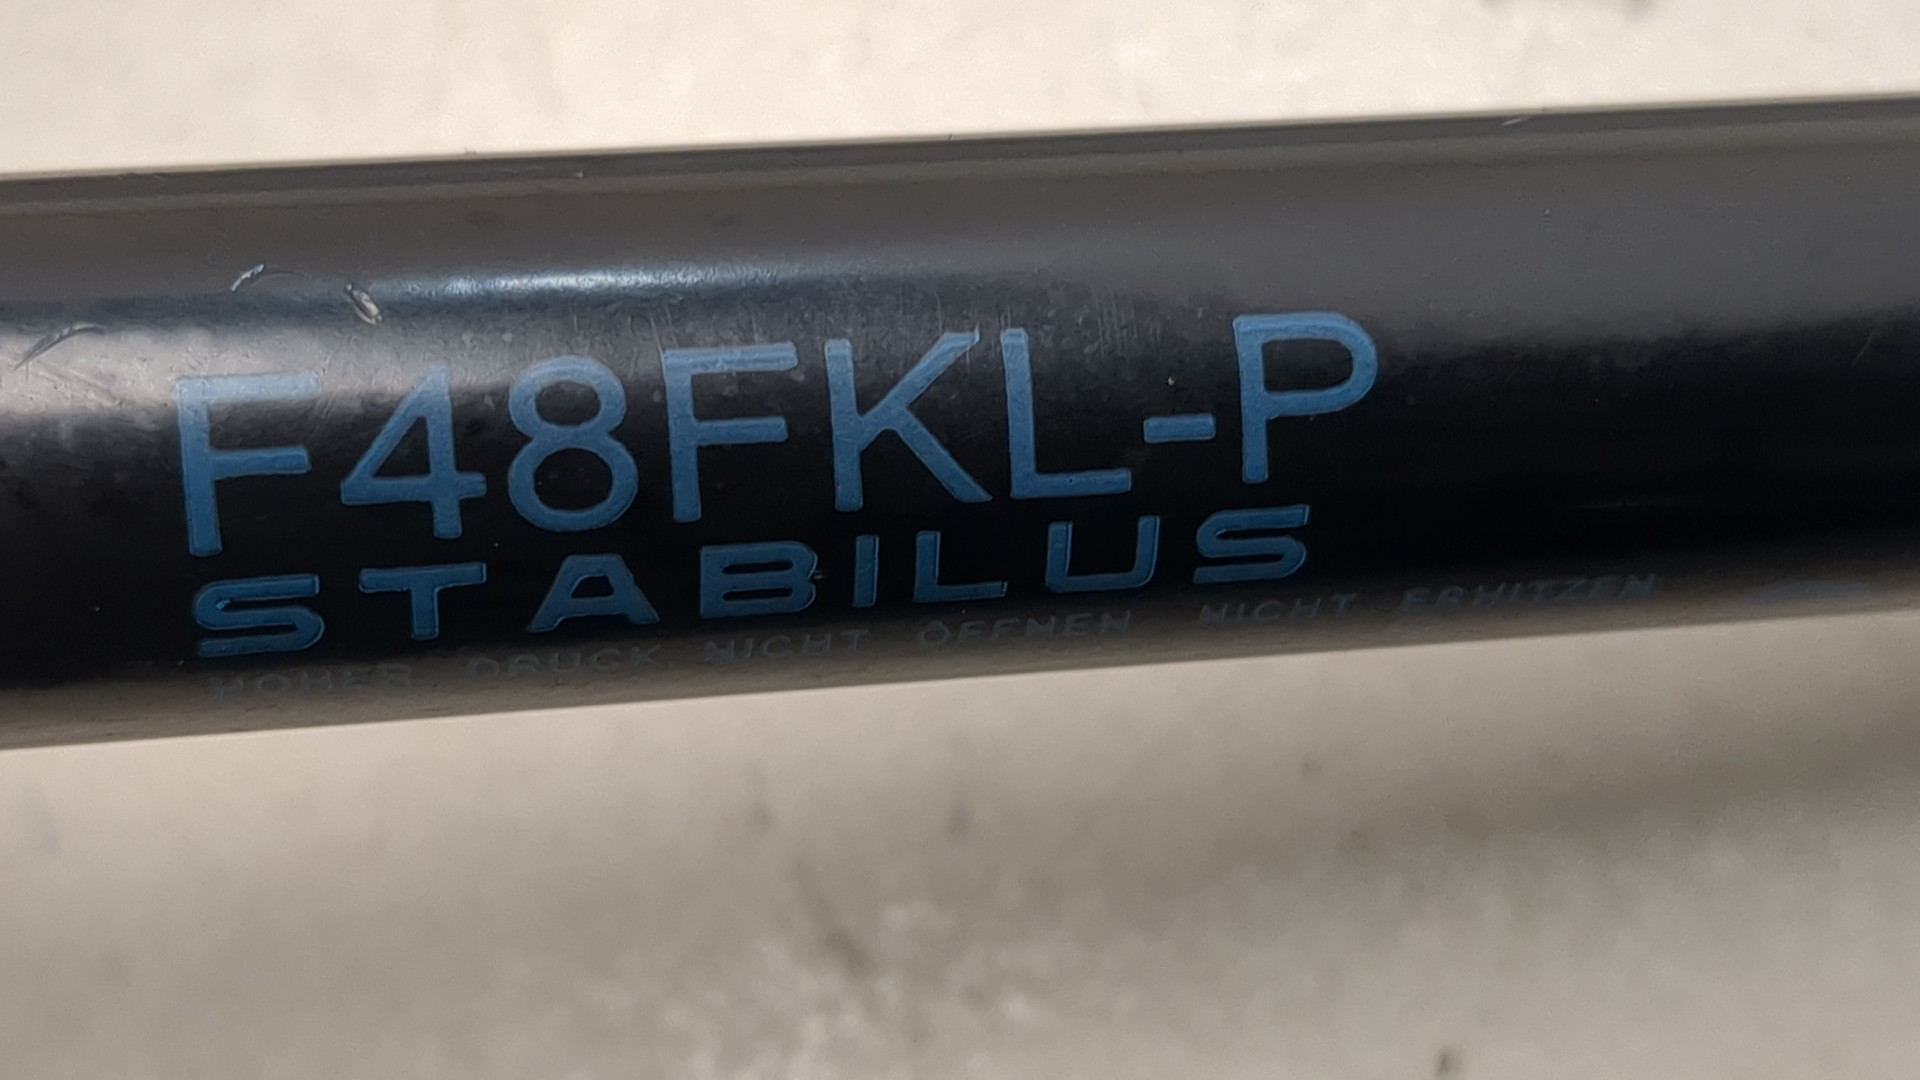 F48FKL-P
STABILUS
HOHER DRUCK NICHT ÖFFNEN NICHT ERHITZEN